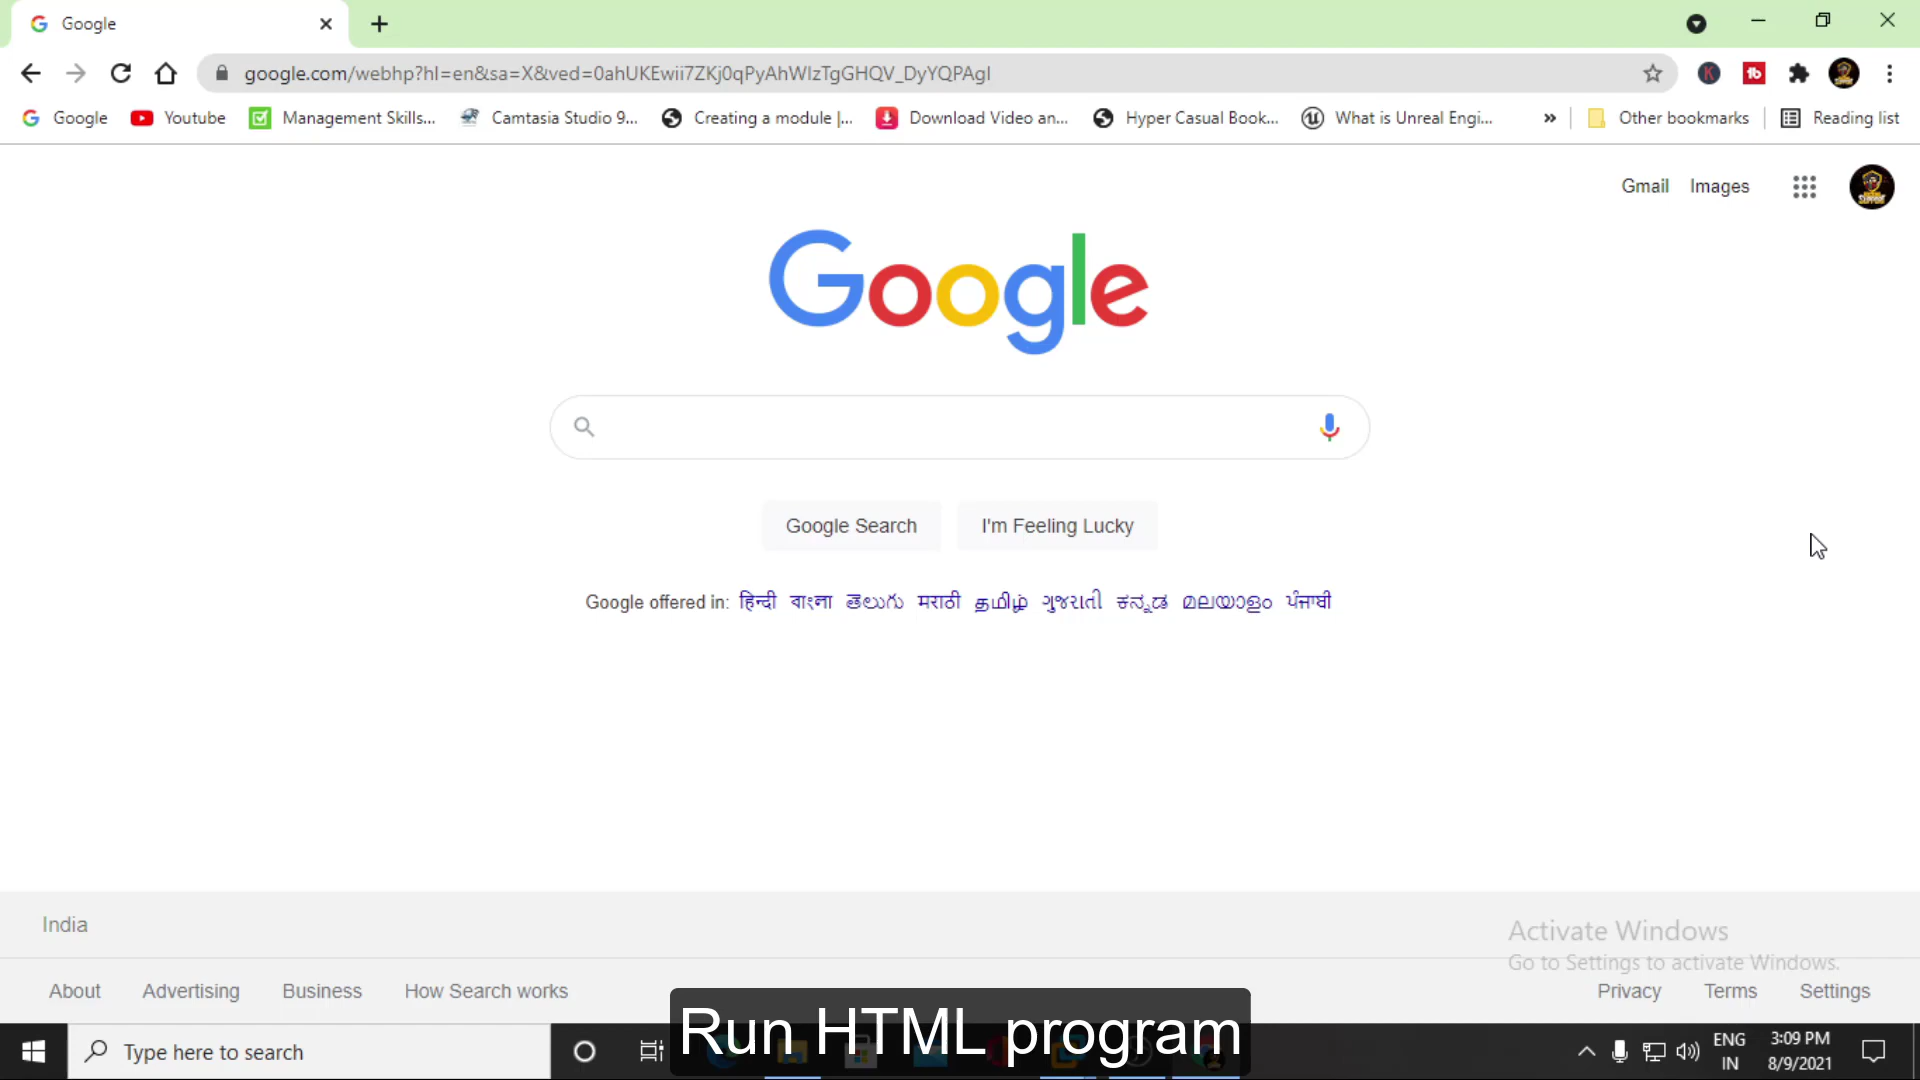 Google
google.com/webhp?hl=en&sa=X&ved=0ahUKEwii7ZKj0qPyAhWIzTgGHQV_DyYQPAgI
Google Youtube Management Skills... Camtasia Studio 9... Creating a module |... Download Video an... Hyper Casual Book... What is Unreal Engi... » Other bookmarks Reading list
Gmail Images
Google
Google Search I'm Feeling Lucky
Google offered in: हिन्दी বাংলা తెలుగు मराठी தமிழ் ગુજરાતી ಕನ್ನಡ മലയാളം ਪੰਜਾਬੀ
India
Activate Windows
Go to Settings to activate Windows.
About Advertising Business How Search works Privacy Terms Settings
Run HTML program
Type here to search
ENG
IN
3:09 PM
8/9/2021